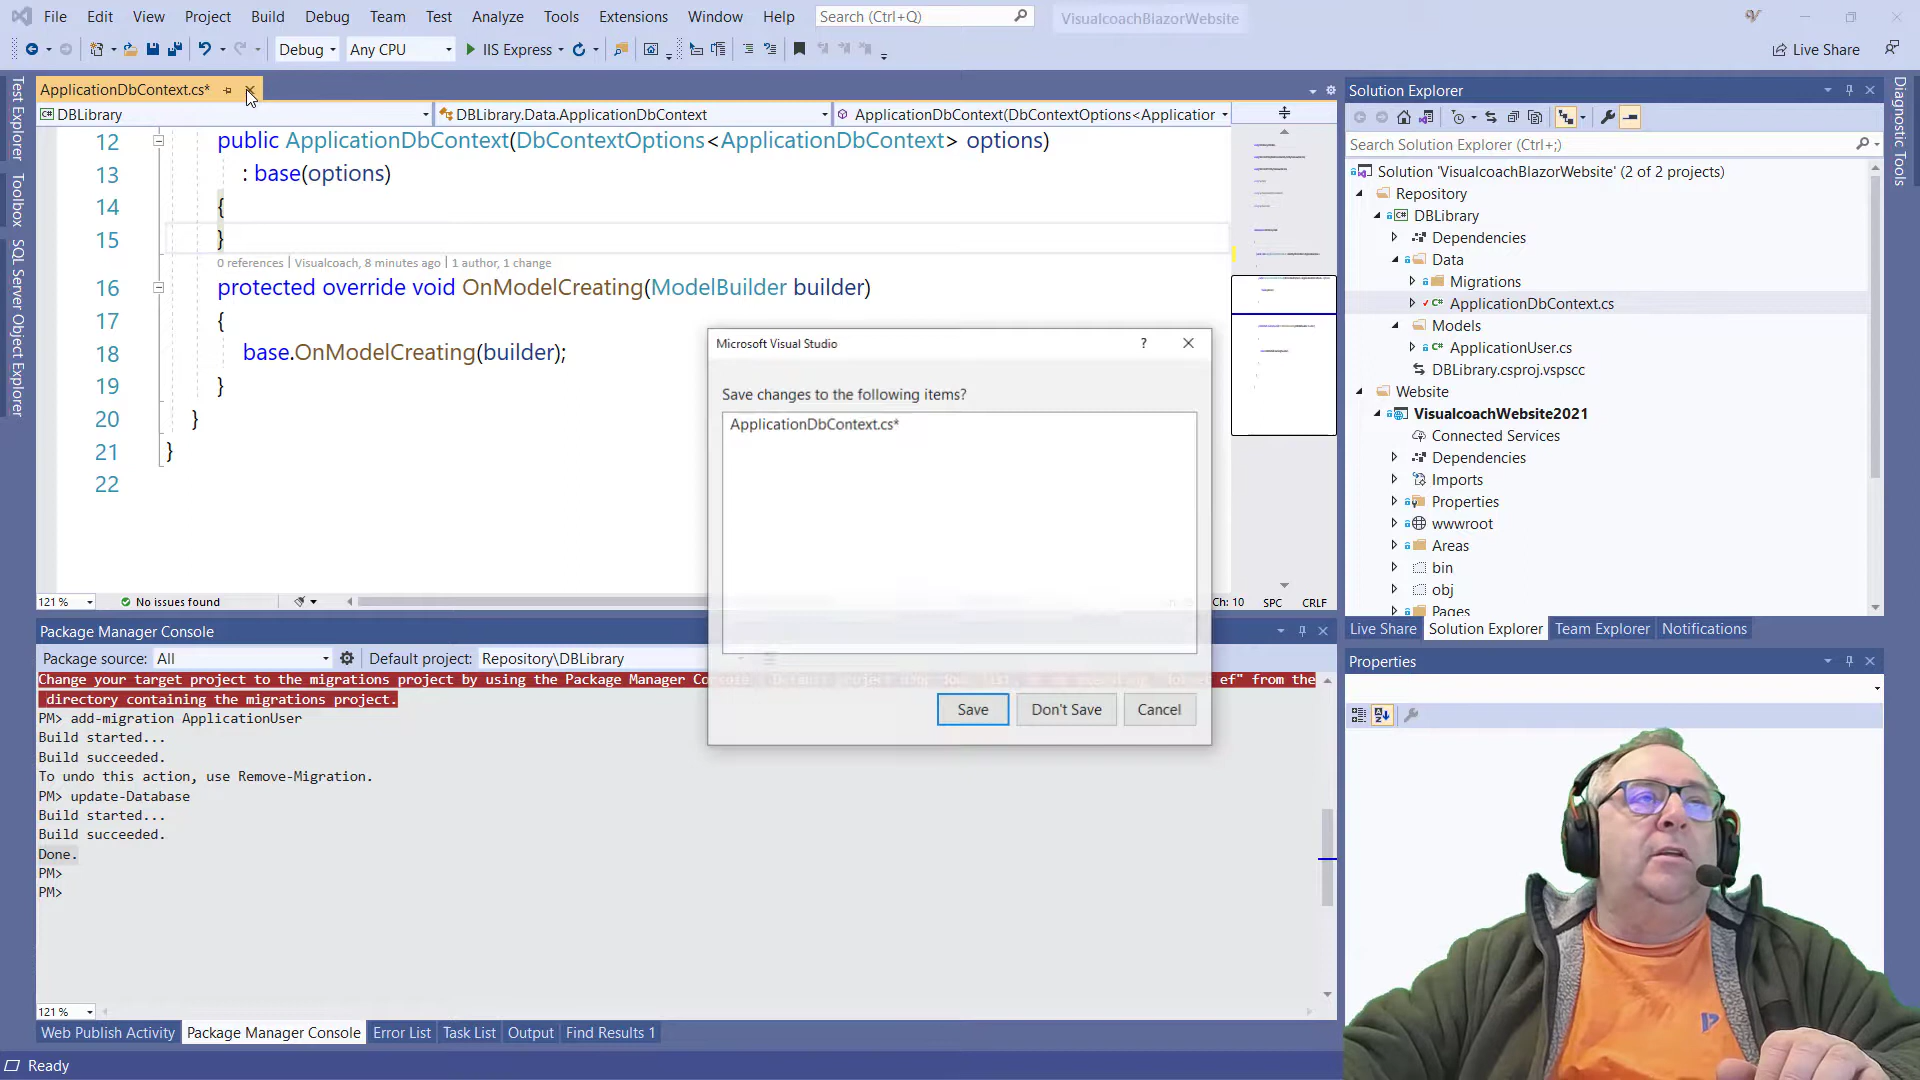 File Edit View Project Build Debug Team Test Analyze Tools Extensions Window Help Search (Ctrl+Q) VisualcoachBlazorWebsite
Debug Any CPU IIS Express Live Share
ApplicationDbContext.cs*
DBLibrary DBLibrary.Data.ApplicationDbContext ApplicationDbContext(DbContextOptions<Application
12 public ApplicationDbContext(DbContextOptions<ApplicationDbContext> options)
13 : base(options)
14 {
15 }
0 references | Visualcoach, 8 minutes ago | 1 author, 1 change
16 protected override void OnModelCreating(ModelBuilder builder)
17 {
18 base.OnModelCreating(builder);
19 }
20 }
21 }
22
121 % No issues found Ch: 10 SPC CRLF
Test Explorer
Toolbox
SQL Server Object Explorer
Microsoft Visual Studio ?
Save changes to the following items?
ApplicationDbContext.cs*
Save Don't Save Cancel
Package Manager Console
Package source: All Default project: Repository\DBLibrary
Change your target project to the migrations project by using the Package Manager Co ef" from the
directory containing the migrations project.
PM> add-migration ApplicationUser
Build started...
Build succeeded.
To undo this action, use Remove-Migration.
PM> update-Database
Build started...
Build succeeded.
Done.
PM>
PM>
121 %
Web Publish Activity Package Manager Console Error List Task List Output Find Results 1
Ready
Solution Explorer
Search Solution Explorer (Ctrl+;)
Solution 'VisualcoachBlazorWebsite' (2 of 2 projects)
Repository
DBLibrary
Dependencies
Data
Migrations
ApplicationDbContext.cs
Models
ApplicationUser.cs
DBLibrary.csproj.vspscc
Website
VisualcoachWebsite2021
Connected Services
Dependencies
Imports
Properties
wwwroot
Areas
bin
obj
Pages
Live Share Solution Explorer Team Explorer Notifications
Properties
Diagnostic Tools